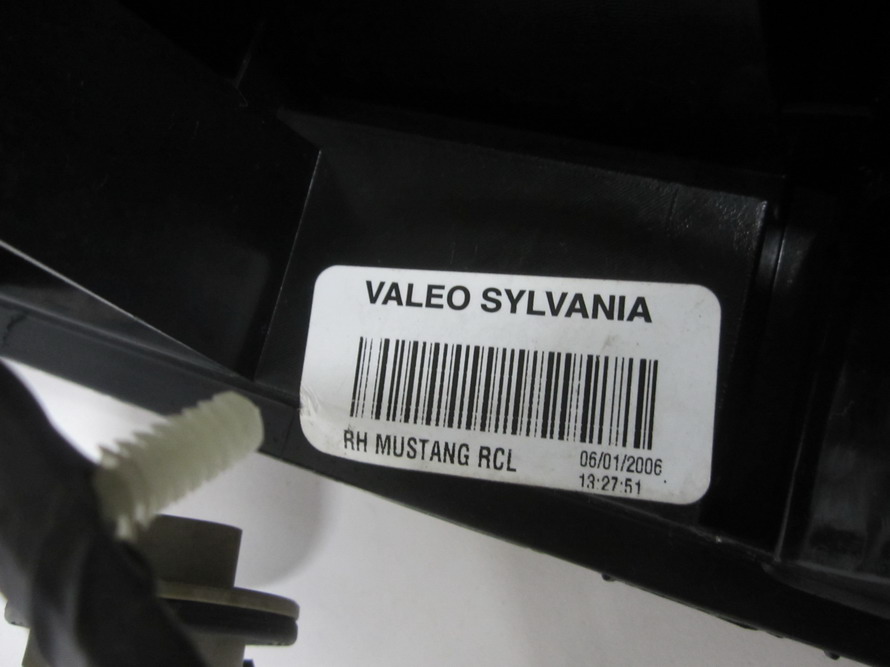 VALEO SYLVANIA
RH MUSTANG RCL
06/01/2006
13:27:51